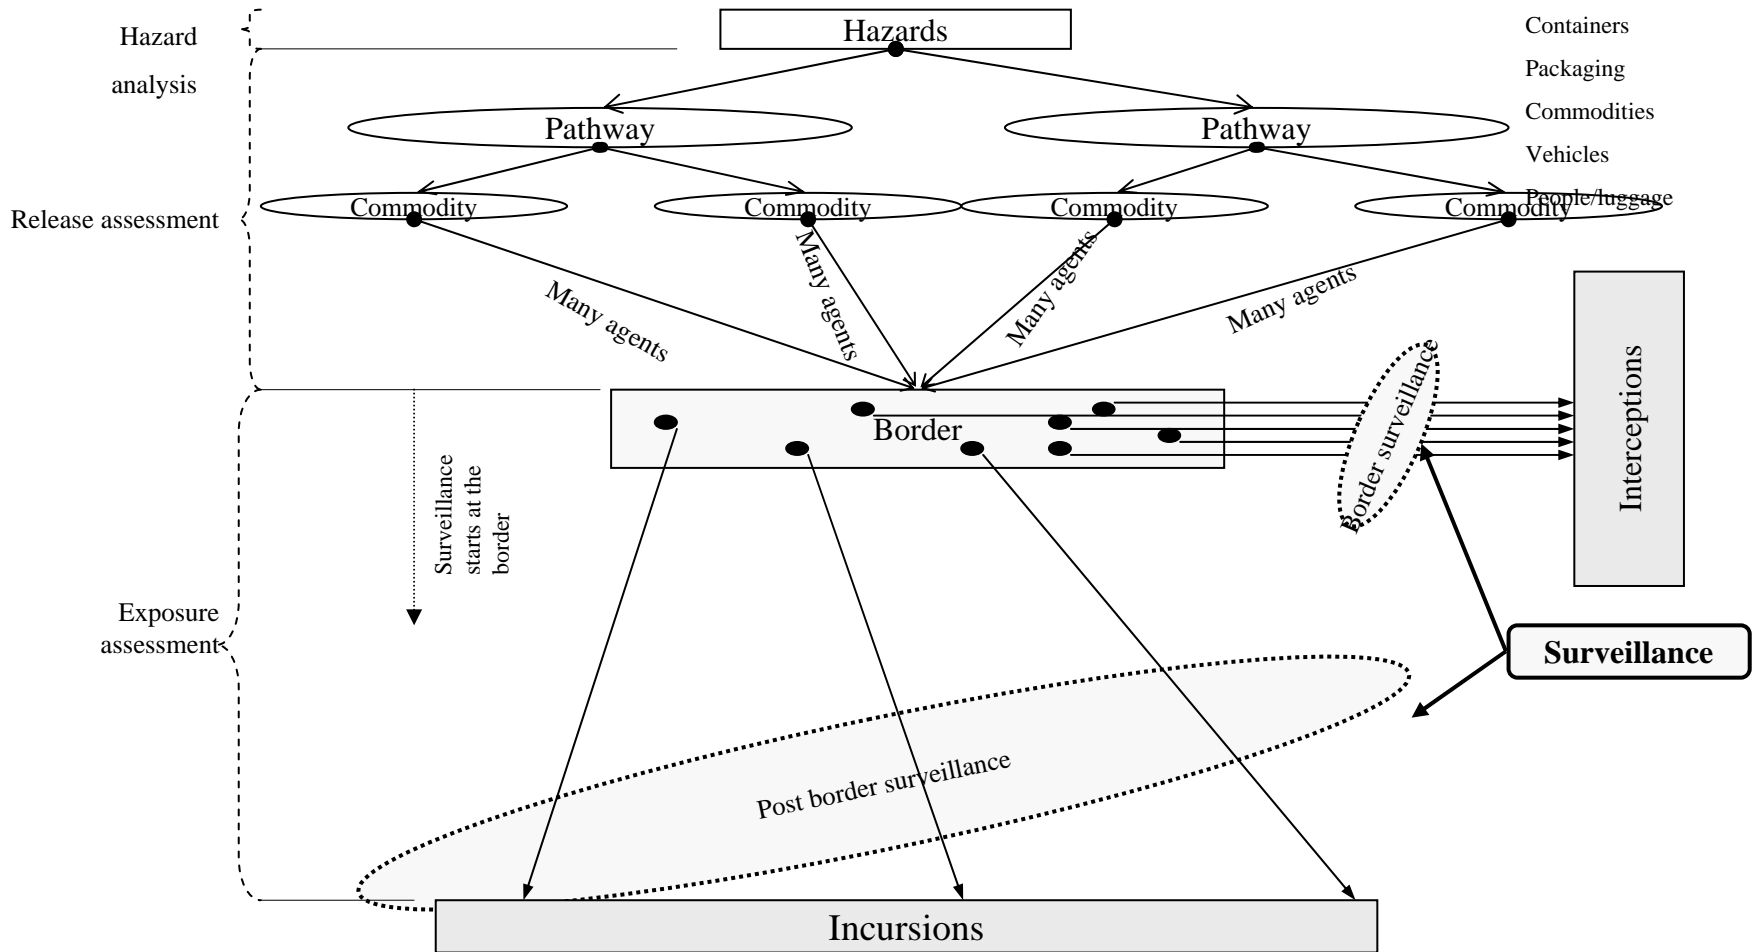 Hazard
analysis
Hazards
Containers
Packaging
Commodities
Vehicles
People/luggage
Pathway
Pathway
Release assessment
Commodity
Commodity
Commodity
Commodity
Many agents
Many agents
Many agents
Many agents
Border
Border surveillance
Interceptions
Surveillance
starts at the
border
Exposure
assessment
Surveillance
Post border surveillance
Incursions